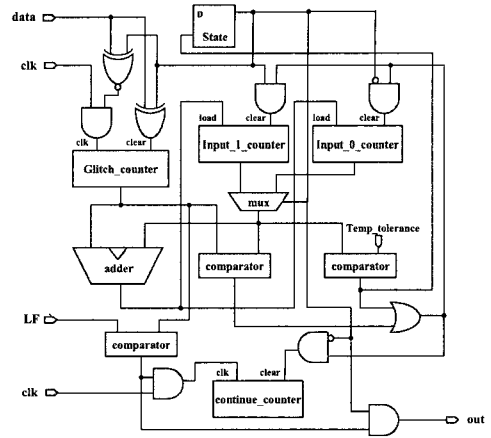 data
D
State
clk
load
clear
load
clear
clk
clear
Input_1_counter
Input_0_counter
Glitch_counter
mux
Temp_tolerance
adder
comparator
comparator
LF
comparator
clk
clear
clk
continue_counter
out